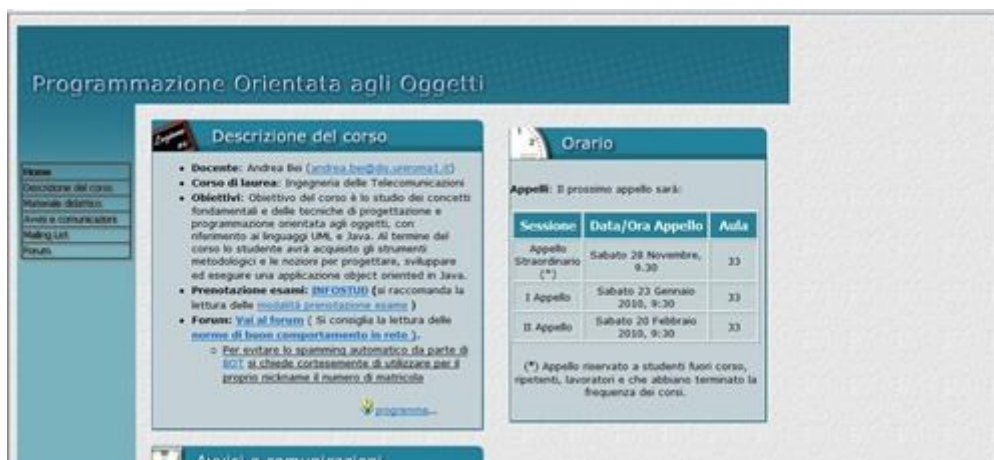 Programmazione Orientata agli Oggetti
Home
Descrizione del corso
Materiale didattico
Avvisi e comunicazioni
Mailing List
Forum
Descrizione del corso
• Docente: Andrea Bei (andrea.bei@dis.uniroma1.it)
• Corso di laurea: Ingegneria delle Telecomunicazioni
• Obiettivi: Obiettivo del corso è lo studio dei concetti
fondamentali e delle tecniche di progettazione e
programmazione orientata agli oggetti, con
riferimento ai linguaggi UML e Java. Al termine del
corso lo studente avrà acquisito gli strumenti
metodologici e le nozioni per progettare, sviluppare
ed eseguire una applicazione object oriented in Java.
• Prenotazione esami: INFOSTUD (si raccomanda la
lettura delle modalità prenotazione esame )
• Forum: Vai al forum ( Si consiglia la lettura delle
norme di buon comportamento in rete ).
o Per evitare lo spamming automatico da parte di
BOT si chiede cortesemente di utilizzare per il
proprio nickname il numero di matricola
programma...
Orario
Appelli: Il prossimo appello sarà:
Sessione Data/Ora Appello Aula
Appello
Straordinario
(*)
Sabato 28 Novembre,
9.30
33
I Appello
Sabato 23 Gennaio
2010, 9:30
33
II Appello
Sabato 20 Febbraio
2010, 9:30
33
(*) Appello riservato a studenti fuori corso,
ripetenti, lavoratori e che abbiano terminato la
frequenza dei corsi.
Avvisi e comunicazioni